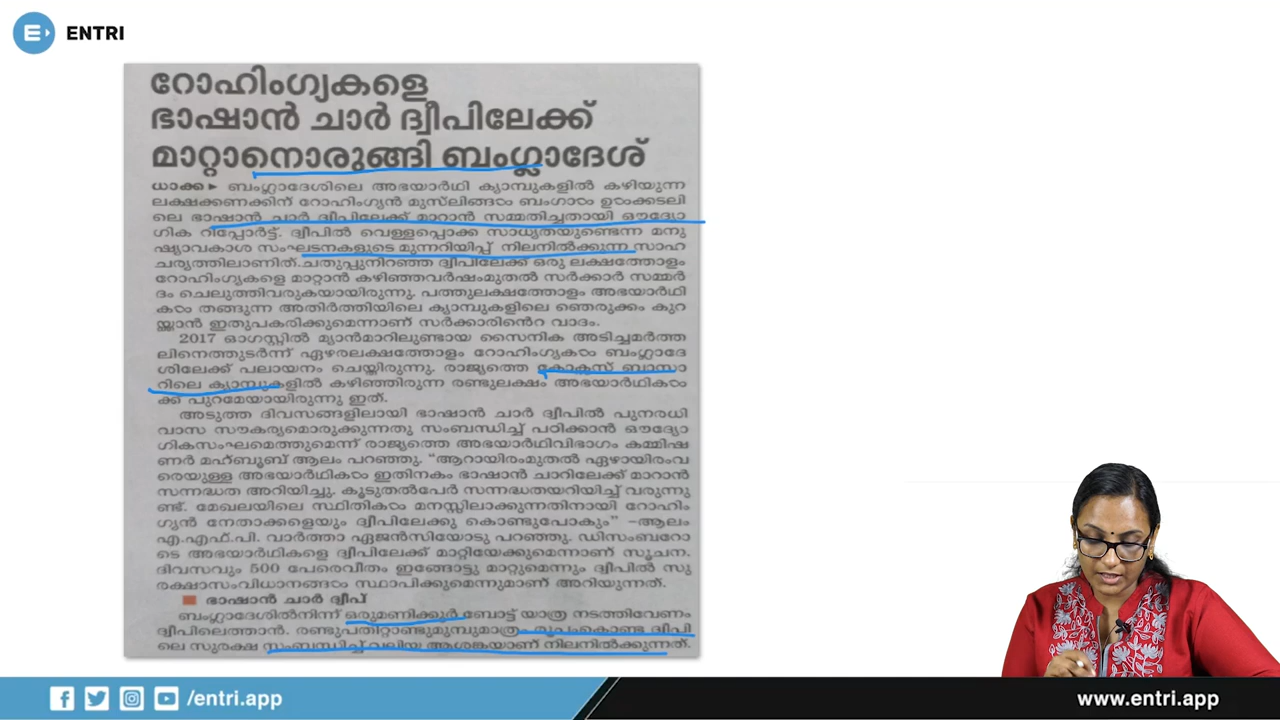 ENTRI
റോഹിംഗ്യകളെ
ഭാഷാൻ ചാർ ദ്വീപിലേക്ക്
മാറ്റാനൊരുങ്ങി ബംഗ്ലാദേശ്
ധാക്ക ► ബംഗ്ലാദേശിലെ അഭയാർഥി ക്യാമ്പുകളിൽ കഴിയുന്ന
ലക്ഷക്കണക്കിന് റോഹിംഗ്യൻ മുസ്‌ലിങ്ങൾ ബംഗാൾ ഉൾക്കടലി
ലെ ഭാഷാൻ ചാർ ദ്വീപിലേക്ക് മാറാൻ സമ്മതിച്ചതായി ഔദ്യോ
ഗിക റിപ്പോർട്ട്. ദ്വീപിൽ വെള്ളപ്പൊക്ക സാധ്യതയുണ്ടെന്ന മനു
ഷ്യാവകാശ സംഘടനകളുടെ മുന്നറിയിപ്പ് നിലനിൽക്കുന്ന സാഹ
ചര്യത്തിലാണിത്.ചതുപ്പുനിറഞ്ഞ ദ്വീപിലേക്ക് ഒരു ലക്ഷത്തോളം
റോഹിംഗ്യകളെ മാറ്റാൻ കഴിഞ്ഞവർഷംമുതൽ സർക്കാർ സമ്മർ
ദം ചെലുത്തിവരുകയായിരുന്നു. പത്തുലക്ഷത്തോളം അഭയാർഥി
കൾ തങ്ങുന്ന അതിർത്തിയിലെ ക്യാമ്പുകളിലെ ഞെരുക്കം കുറ
യ്ക്കാൻ ഇതുപകരിക്കുമെന്നാണ് സർക്കാരിൻെറ വാദം.
2017 ഓഗസ്റ്റിൽ മ്യാൻമാറിലുണ്ടായ സൈനിക അടിച്ചമർത്ത
ലിനെത്തുടർന്ന് ഏഴരലക്ഷത്തോളം റോഹിംഗ്യകൾ ബംഗ്ലാദേ
ശിലേക്ക് പലായനം ചെയ്തിരുന്നു. രാജ്യത്തെ കോക്സസ് ബാസാ
റിലെ ക്യാമ്പുകളിൽ കഴിഞ്ഞിരുന്ന രണ്ടുലക്ഷം അഭയാർഥികൾ
ക്ക് പുറമേയായിരുന്നു ഇത്.
അടുത്ത ദിവസങ്ങളിലായി ഭാഷാൻ ചാർ ദ്വീപിൽ പുനരധി
വാസ സൗകര്യമൊരുക്കുന്നതു സംബന്ധിച്ച് പഠിക്കാൻ ഔദ്യോ
ഗികസംഘമെത്തുമെന്ന് രാജ്യത്തെ അഭയാർഥിവിഭാഗം കമ്മിഷ
ണർ മഹ്ബൂബ് ആലം പറഞ്ഞു. “ആറായിരംമുതൽ ഏഴായിരംവ
രെയുള്ള അഭയാർഥികൾ ഇതിനകം ഭാഷാൻ ചാറിലേക്ക് മാറാൻ
സന്നദ്ധത അറിയിച്ചു. കൂടുതൽപേർ സന്നദ്ധതയറിയിച്ച് വരുന്നു
ണ്ട്. മേഖലയിലെ സ്ഥിതികൾ മനസ്സിലാക്കുന്നതിനായി റോഹിം
ഗ്യൻ നേതാക്കളെയും ദ്വീപിലേക്കു കൊണ്ടുപോകും” -ആലം
എ.എഫ്.പി. വാർത്താ ഏജൻസിയോടു പറഞ്ഞു. ഡിസംബറോ
ടെ അഭയാർഥികളെ ദ്വീപിലേക്ക് മാറ്റിയേക്കുമെന്നാണ് സൂചന.
ദിവസവും 500 പേരെവീതം ഇങ്ങോട്ടു മാറ്റുമെന്നും ദ്വീപിൽ സു
രക്ഷാസംവിധാനങ്ങൾ സ്ഥാപിക്കുമെന്നുമാണ് അറിയുന്നത്.
ഭാഷാൻ ചാർ ദ്വീപ്
ബംഗ്ലാദേശിൽനിന്ന് ഒരുമണിക്കൂർ ബോട്ട് യാത്ര നടത്തിവേണം
ദ്വീപിലെത്താൻ. രണ്ടുപതിറ്റാണ്ടുമുമ്പുമാത്രം രൂപംകൊണ്ട ദ്വീപി
ലെ സുരക്ഷ സംബന്ധിച്ച് വലിയ ആശങ്കയാണ് നിലനിൽക്കുന്നത്.
/entri.app
www.entri.app